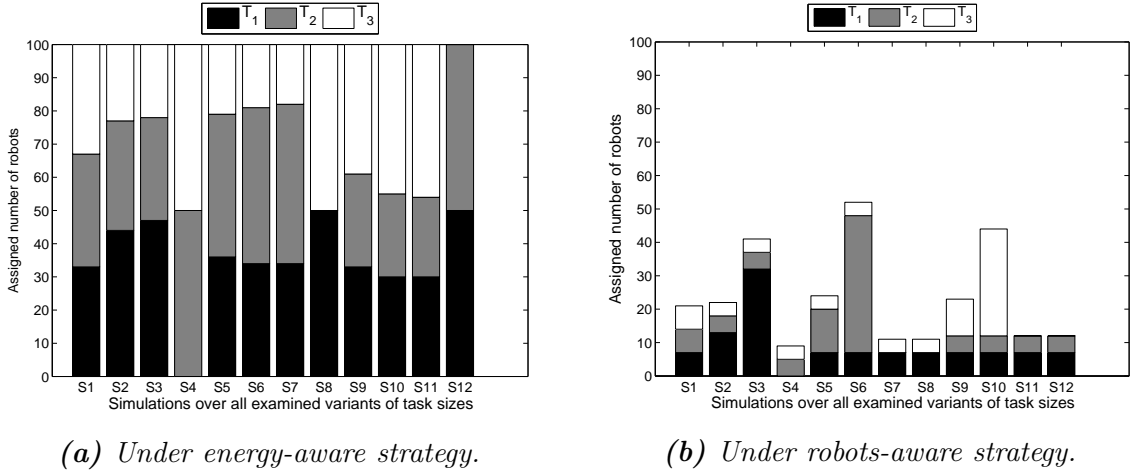 T1 T2 T3
100
90
80
70
60
50
40
30
20
10
0
Assigned number of robots
S1 S2 S3 S4 S5 S6 S7 S8 S9 S10 S11 S12
Simulations over all examined variants of task sizes
(a) Under energy-aware strategy.
T1 T2 T3
100
90
80
70
60
50
40
30
20
10
0
Assigned number of robots
S1 S2 S3 S4 S5 S6 S7 S8 S9 S10 S11 S12
Simulations over all examined variants of task sizes
(b) Under robots-aware strategy.